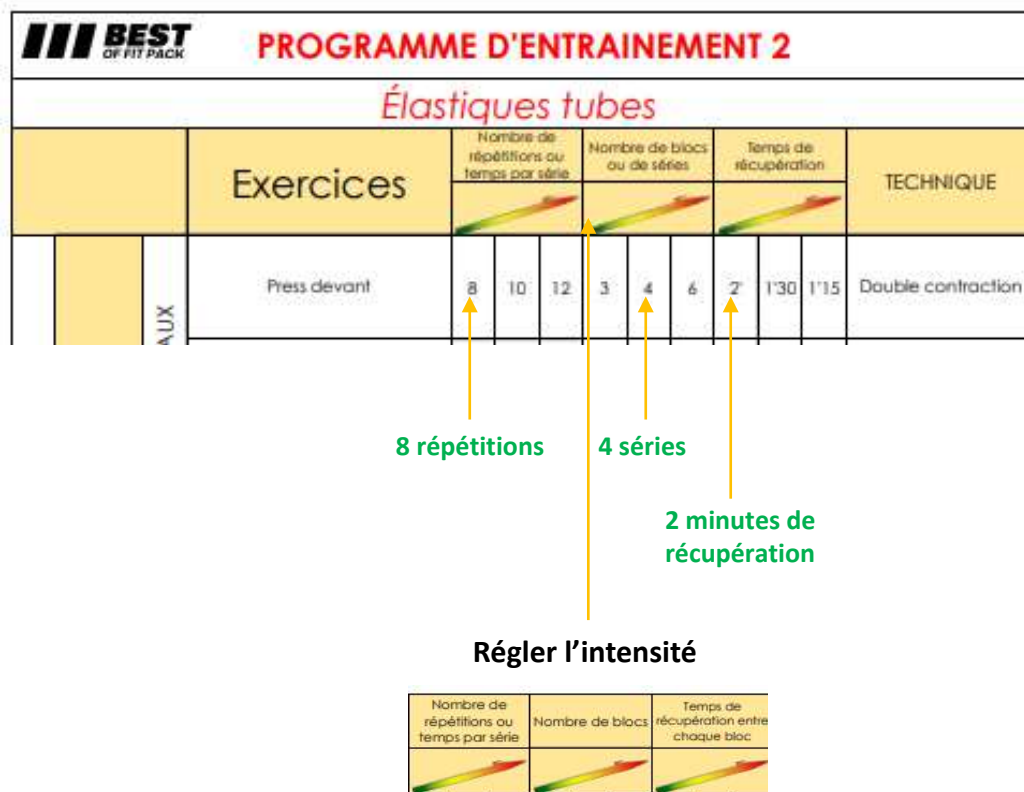 BEST
OF FIT PACK
PROGRAMME D'ENTRAINEMENT 2
Élastiques tubes
Exercices
Nombre de
répétitions ou
temps par série
Nombre de blocs
ou de séries
Temps de
récupération
TECHNIQUE
AUX
Press devant
8 10 12 3 4 6 2' 1'30 1'15 Double contraction
8 répétitions
4 séries
2 minutes de
récupération
Régler l’intensité
Nombre de
répétitions ou
temps par série
Nombre de blocs
Temps de
récupération entre
chaque bloc